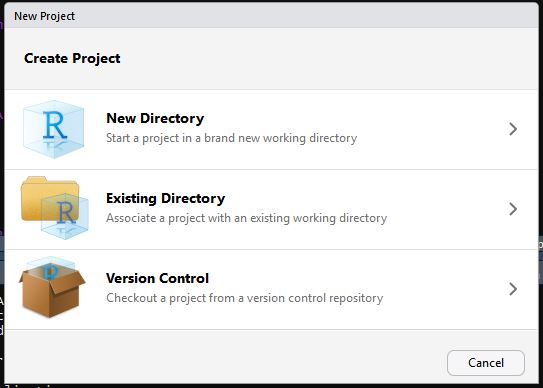 New Project
Create Project
R
New Directory
Start a project in a brand new working directory
R
Existing Directory
Associate a project with an existing working directory
R
Version Control
Checkout a project from a version control repository
Cancel